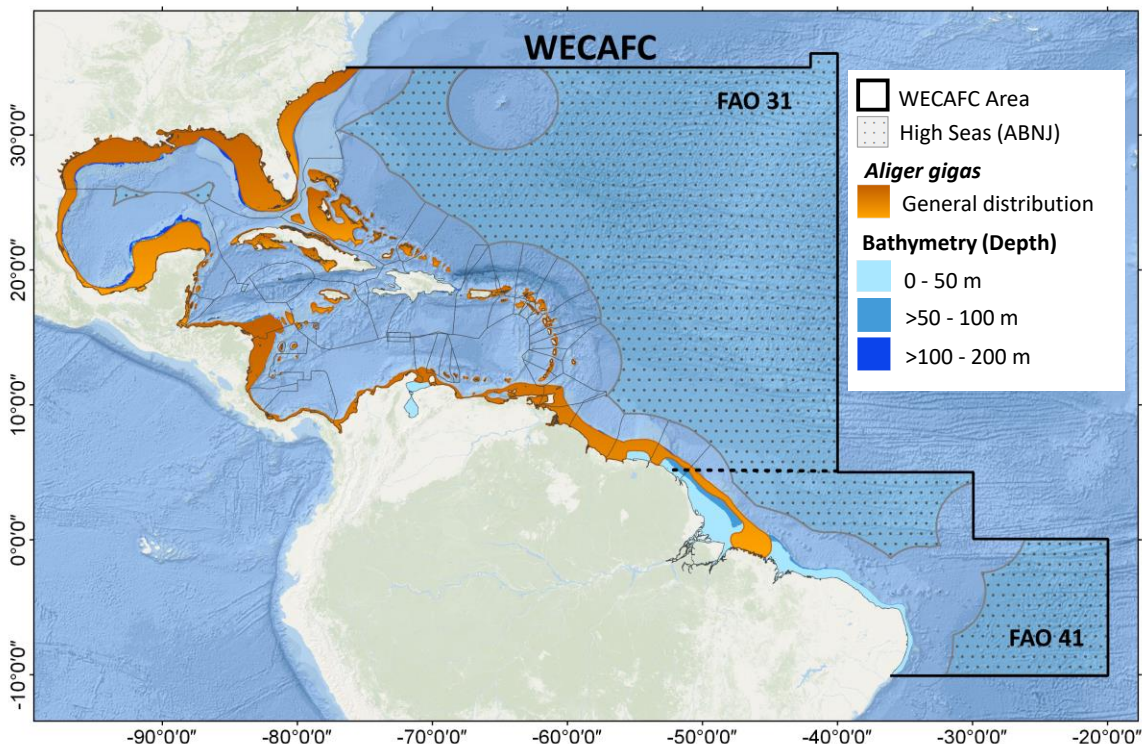 WECAFC
FAO 31
WECAFC Area
High Seas (ABNJ)
Aliger gigas
General distribution
Bathymetry (Depth)
0 - 50 m
>50 - 100 m
>100 - 200 m
FAO 41
30°0'0"
20°0'0"
10°0'0"
0°0'0"
-10°0'0"
-90°0'0"
-80°0'0"
-70°0'0"
-60°0'0"
-50°0'0"
-40°0'0"
-30°0'0"
-20°0'0"